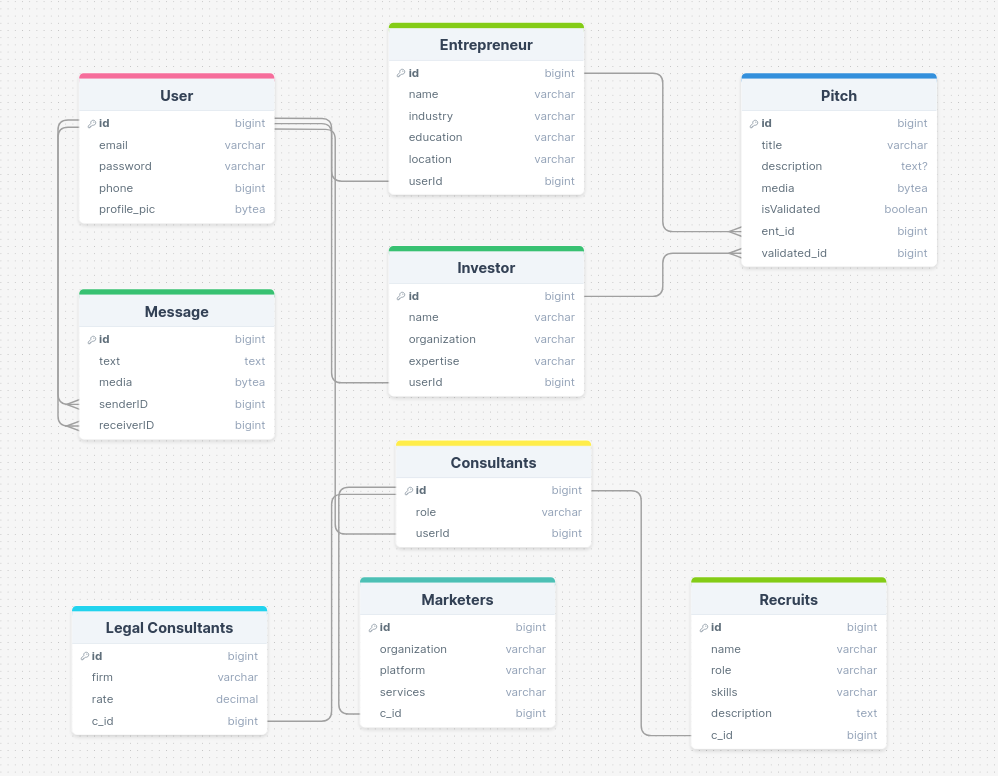 User
id bigint
email varchar
password varchar
phone bigint
profile_pic bytea
Message
id bigint
text text
media bytea
senderID bigint
receiverID bigint
Entrepreneur
id bigint
name varchar
industry varchar
education varchar
location varchar
userId bigint
Investor
id bigint
name varchar
organization varchar
expertise varchar
userId bigint
Pitch
id bigint
title varchar
description text?
media bytea
isValidated boolean
ent_id bigint
validated_id bigint
Consultants
id bigint
role varchar
userId bigint
Legal Consultants
id bigint
firm varchar
rate decimal
c_id bigint
Marketers
id bigint
organization varchar
platform varchar
services varchar
c_id bigint
Recruits
id bigint
name varchar
role varchar
skills varchar
description text
c_id bigint